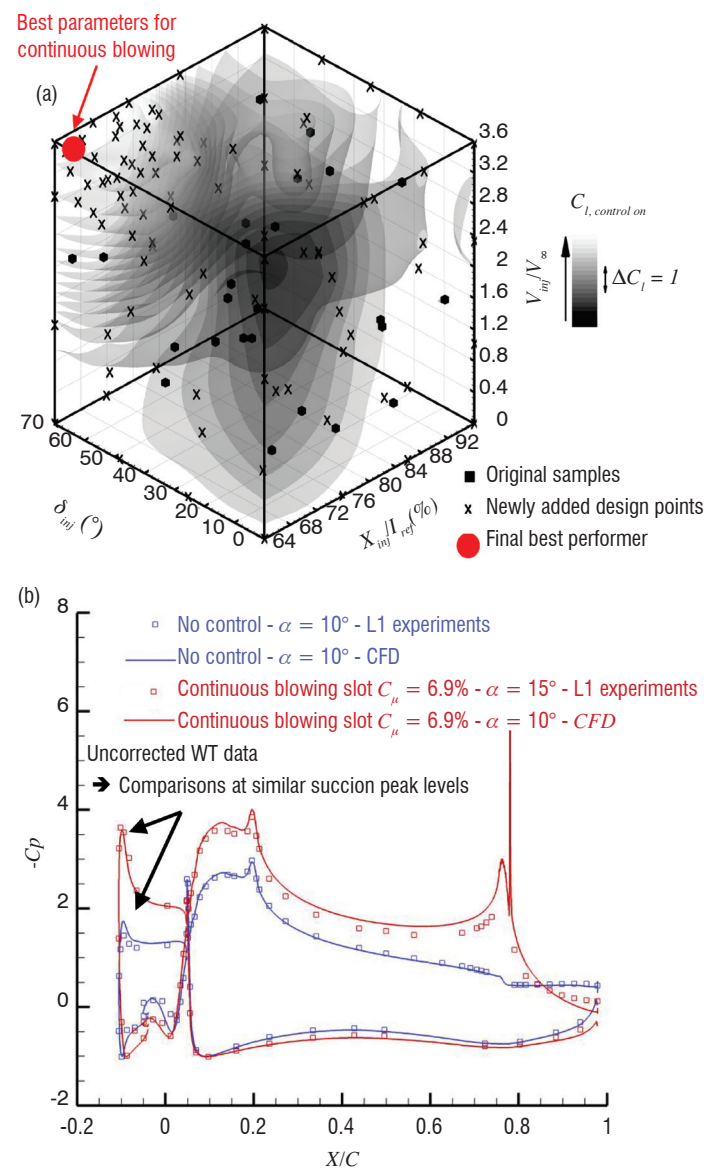 Best parameters for
continuous blowing
(a)
3.6
3.2
2.8
2.4
2
1.6
1.2
0.8
0.4
0
V_inj/V_8
C_l, control on
ΔC_l = 1
70
60
50
40
30
20
10
0
δ_inj (°)
64
68
72
76
80
84
88
92
X_inj/I_ref(%)
Original samples
Newly added design points
Final best performer
(b)
8
6
4
2
0
-2
-Cp
No control - α = 10° - L1 experiments
No control - α = 10° - CFD
Continuous blowing slot C_μ = 6.9% - α = 15° - L1 experiments
Continuous blowing slot C_μ = 6.9% - α = 10° - CFD
Uncorrected WT data
➔ Comparisons at similar succion peak levels
-0.2
0
0.2
0.4
0.6
0.8
1
X/C